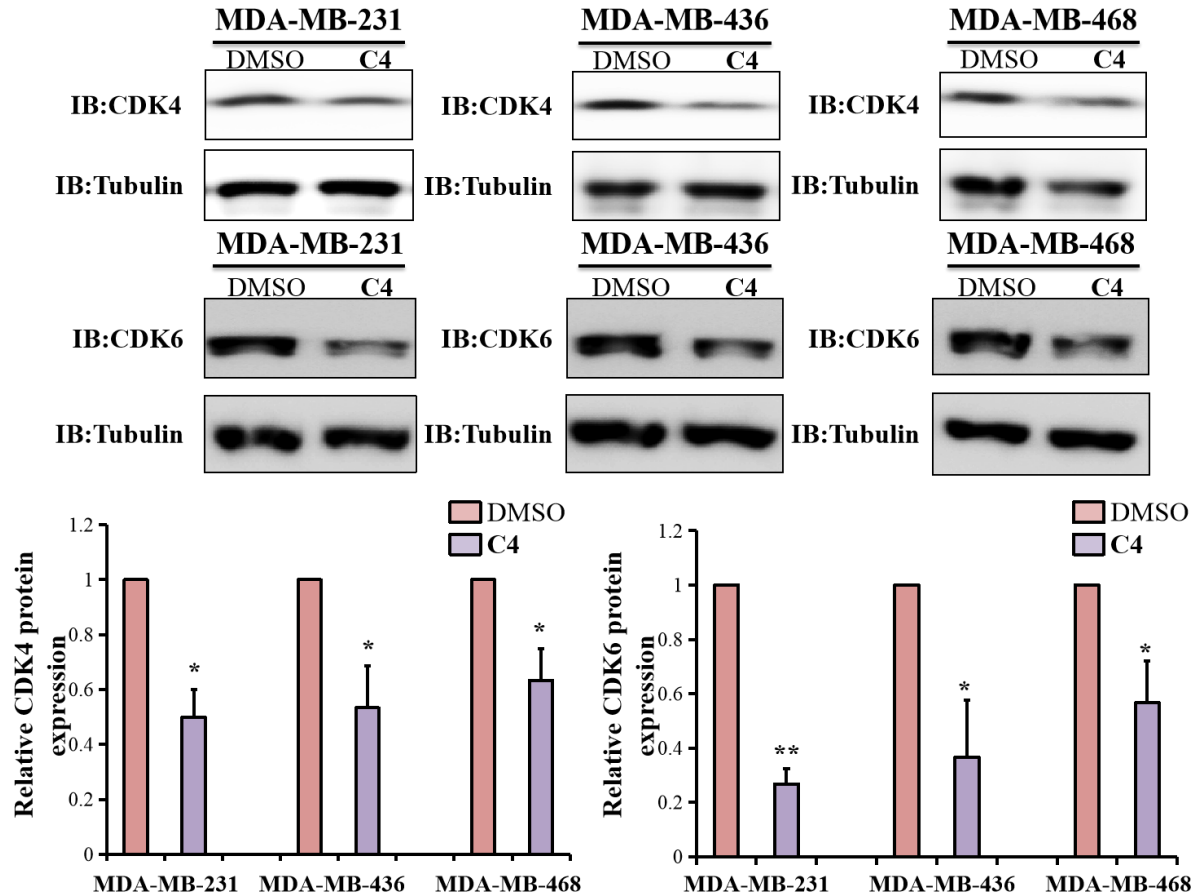 MDA-MB-231 MDA-MB-436 MDA-MB-468
DMSO C4 DMSO C4 DMSO C4
IB:CDK4 IB:CDK4 IB:CDK4
IB:Tubulin IB:Tubulin IB:Tubulin
MDA-MB-231 MDA-MB-436 MDA-MB-468
DMSO C4 DMSO C4 DMSO C4
IB:CDK6 IB:CDK6 IB:CDK6
IB:Tubulin IB:Tubulin IB:Tubulin
Relative CDK4 protein
expression
1.2
1
0.8
0.6
0.4
0.2
0
DMSO
C4
* * *
MDA-MB-231 MDA-MB-436 MDA-MB-468
Relative CDK6 protein
expression
1.2
1
0.8
0.6
0.4
0.2
0
DMSO
C4
** * *
MDA-MB-231 MDA-MB-436 MDA-MB-468